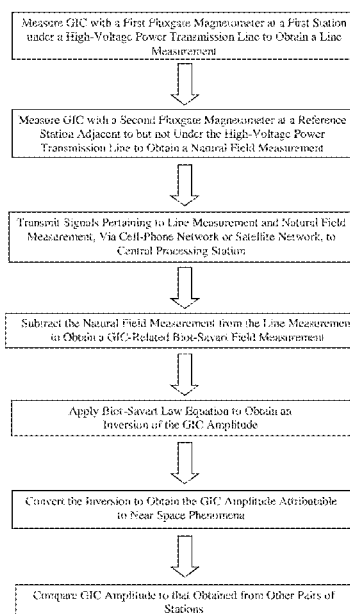 Measure GIC with a First Fluxgate Magnetometer at a First Station
under a High-Voltage Power Transmission Line to Obtain a Line
Measurement
Measure GIC with a Second Fluxgate Magnetometer at a Reference
Station Adjacent to but not Under the High-Voltage Power
Transmission Line to Obtain a Natural Field Measurement
Transmit Signals Pertaining to Line Measurement and Natural Field
Measurement, Via Cell-Phone Network or Satellite Network, to
Central Processing Station
Subtract the Natural Field Measurement from the Line Measurement
to Obtain a GIC-Related Biot-Savart Field Measurement
Apply Biot-Savart Law Equation to Obtain an
Inversion of the GIC Amplitude
Convert the Inversion to Obtain the GIC Amplitude Attributable
to Near Space Phenomena
Compare GIC Amplitude to that Obtained from Other Pairs of
Stations